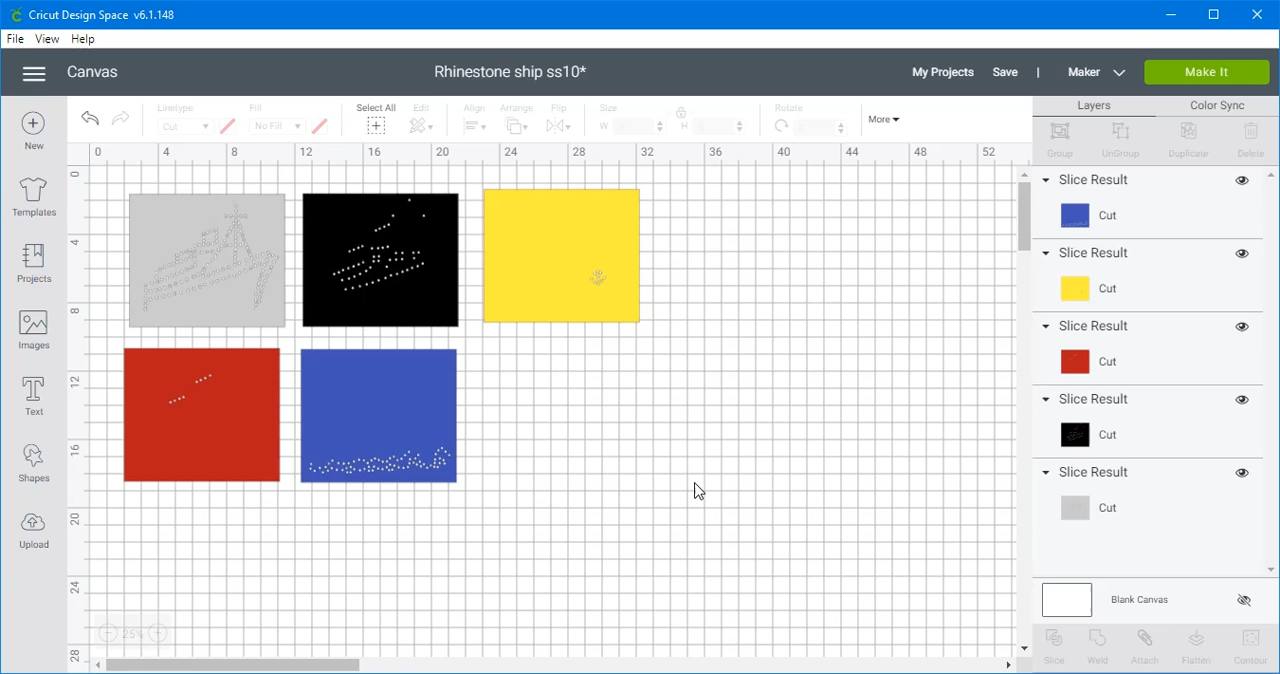 Cricut Design Space v6.1.148
File View Help
Canvas Rhinestone ship ss10* My Projects Save | Maker Make It
New
Templates
Projects
Images
Text
Shapes
Upload
Linetype Fill Select All Edit Align Arrange Flip Size Rotate
Cut No Fill W H More
0 4 8 12 16 20 24 28 32 36 40 44 48 52
0
4
8
12
16
20
24
28
25%
Layers Color Sync
Group UnGroup Duplicate Delete
Slice Result
Cut
Slice Result
Cut
Slice Result
Cut
Slice Result
Cut
Slice Result
Cut
Blank Canvas
Slice Weld Attach Flatten Contour